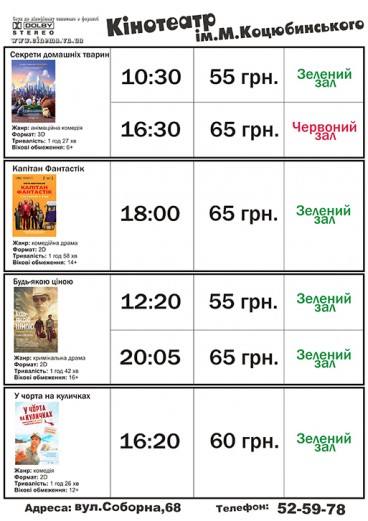 DOLBY
STEREO
www.cinema.vn.ua
Кінотеатр
ім.М.Коцюбинського
Секрети домашніх тварин
Жанр: анімаційна комедія
Формат: 3D
Тривалість: 1 год 27 хв
Вікові обмеження: 6+
10:30
55 грн.
Зелений
зал
16:30
65 грн.
Червоний
зал
Капітан Фантастік
КАПІТАН
ФАНТАСТІК
Жанр: комедійна драма
Формат: 2D
Тривалість: 1 год 58 хв
Вікові обмеження: 14+
18:00
65 грн.
Зелений
зал
Будь-якою ціною
БУДЬ-ЯКОЮ
ЦІНОЮ
Жанр: кримінальна драма
Формат: 2D
Тривалість: 1 год 42 хв
Вікові обмеження: 16+
12:20
55 грн.
Зелений
зал
20:05
65 грн.
Зелений
зал
У чорта на куличках
У ЧОРТА
НА КУЛИЧКАХ
Жанр: комедія
Формат: 2D
Тривалість: 1 год 26 хв
Вікові обмеження: 12+
16:20
60 грн.
Зелений
зал
Адреса: вул.Соборна,68
Телефон: 52-59-78